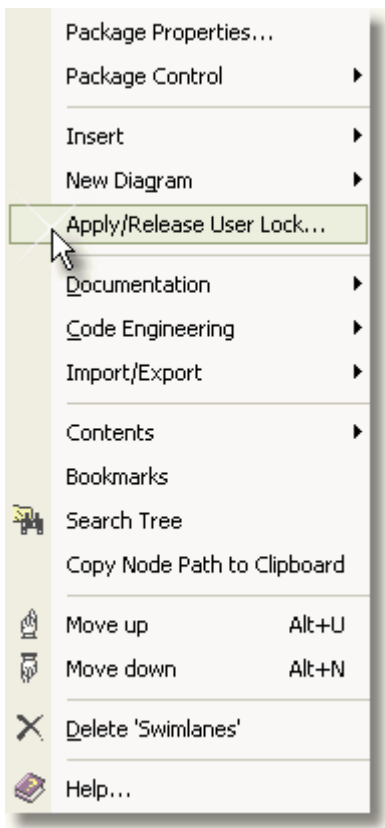 Package Properties...
Package Control
Insert
New Diagram
Apply/Release User Lock...
Documentation
Code Engineering
Import/Export
Contents
Bookmarks
Search Tree
Copy Node Path to Clipboard
Move up Alt+U
Move down Alt+N
Delete 'Swimlanes'
Help...